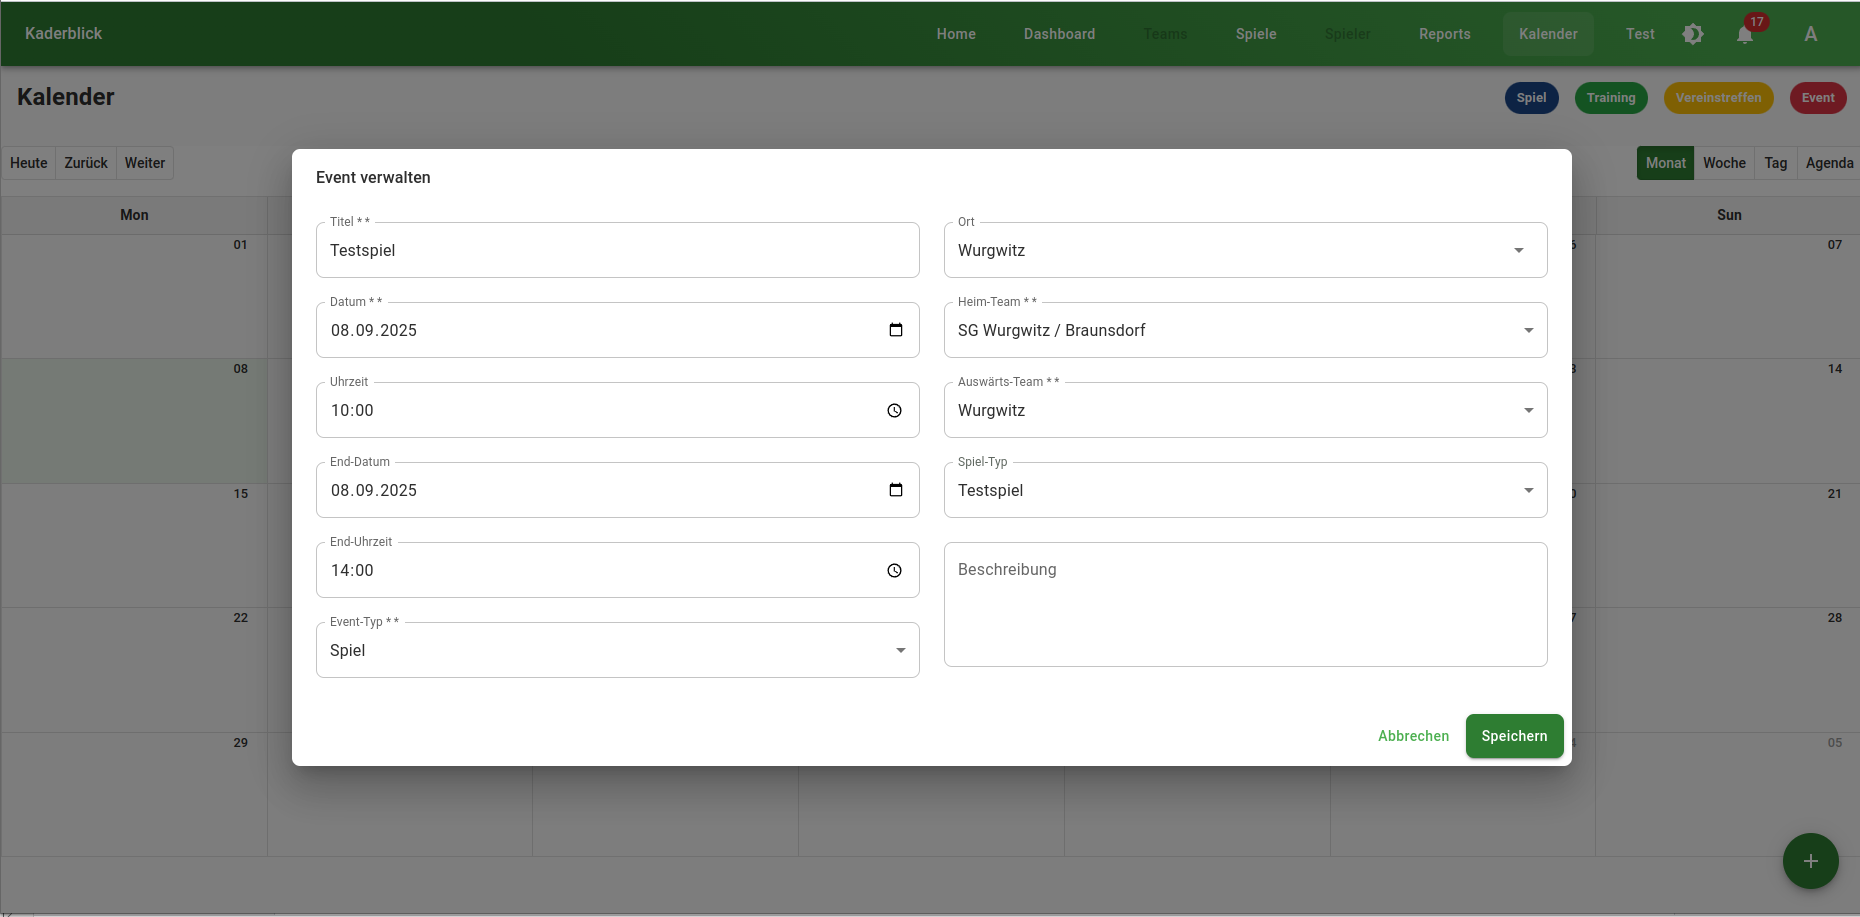 Kaderblick
Home Dashboard Teams Spiele Spieler Reports Kalender Test 17 A
Kalender
Spiel Training Vereinstreffen Event
Heute Zurück Weiter
Monat Woche Tag Agenda
Mon Sun
01 07
08 14
15 21
22 28
29 05
Event verwalten
Titel * *
Testspiel
Datum * *
08.09.2025
Uhrzeit
10:00
End-Datum
08.09.2025
End-Uhrzeit
14:00
Event-Typ * *
Spiel
Ort
Wurgwitz
Heim-Team * *
SG Wurgwitz / Braunsdorf
Auswärts-Team * *
Wurgwitz
Spiel-Typ
Testspiel
Beschreibung
Abbrechen Speichern
+